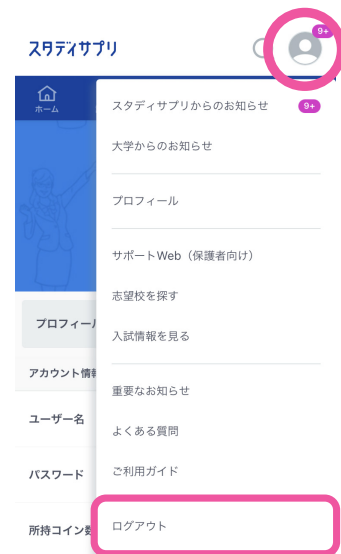 スタディサプリ
9+
ホーム
スタディサプリからのお知らせ 9+
大学からのお知らせ
プロフィール
サポートWeb（保護者向け）
志望校を探す
入試情報を見る
重要なお知らせ
よくある質問
ご利用ガイド
ログアウト
プロフィール
アカウント情報
ユーザー名
パスワード
所持コイン数